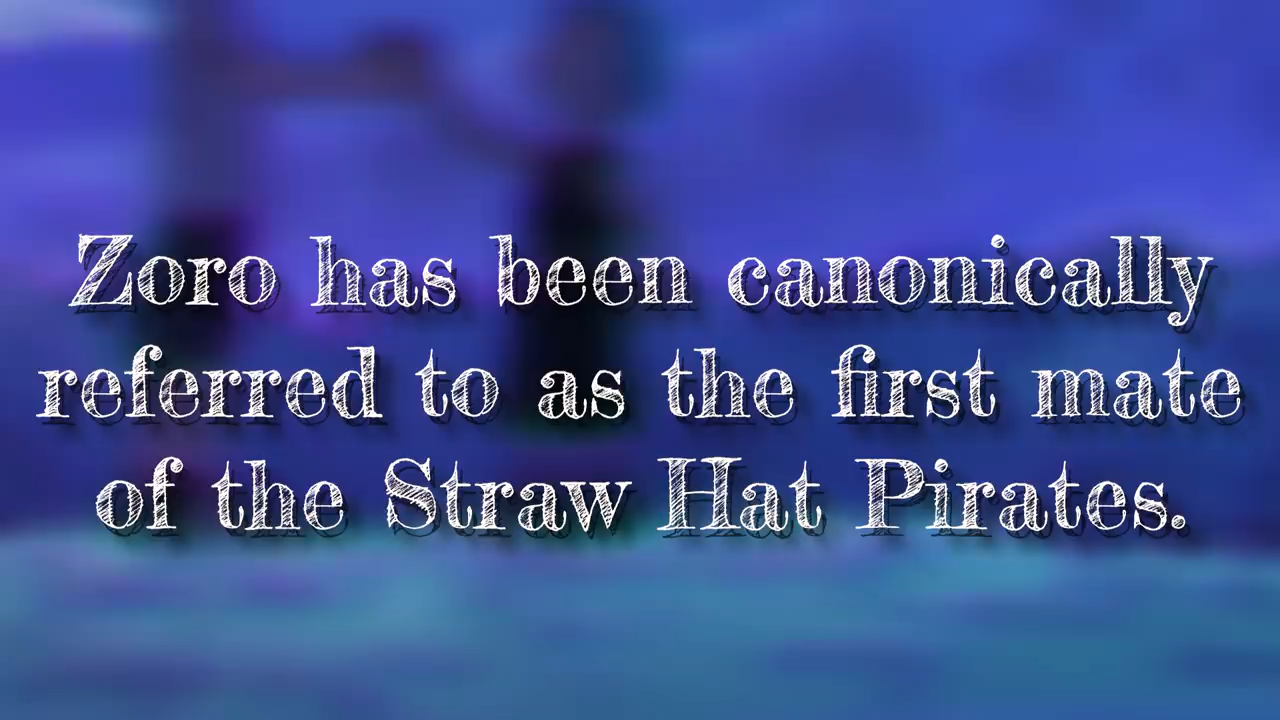 Zoro has been canonically
referred to as the first mate
of the Straw Hat Pirates.